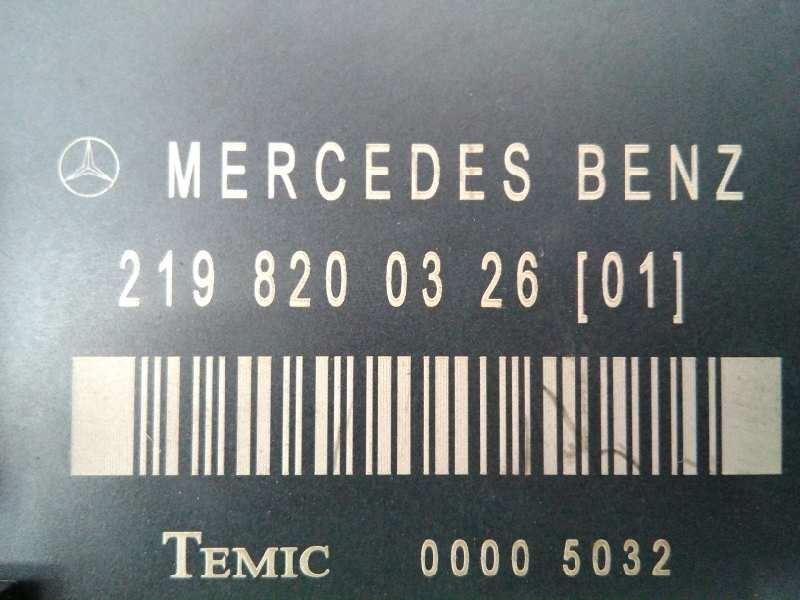 MERCEDES BENZ
219 820 03 26 [01]
TEMIC 0000 5032